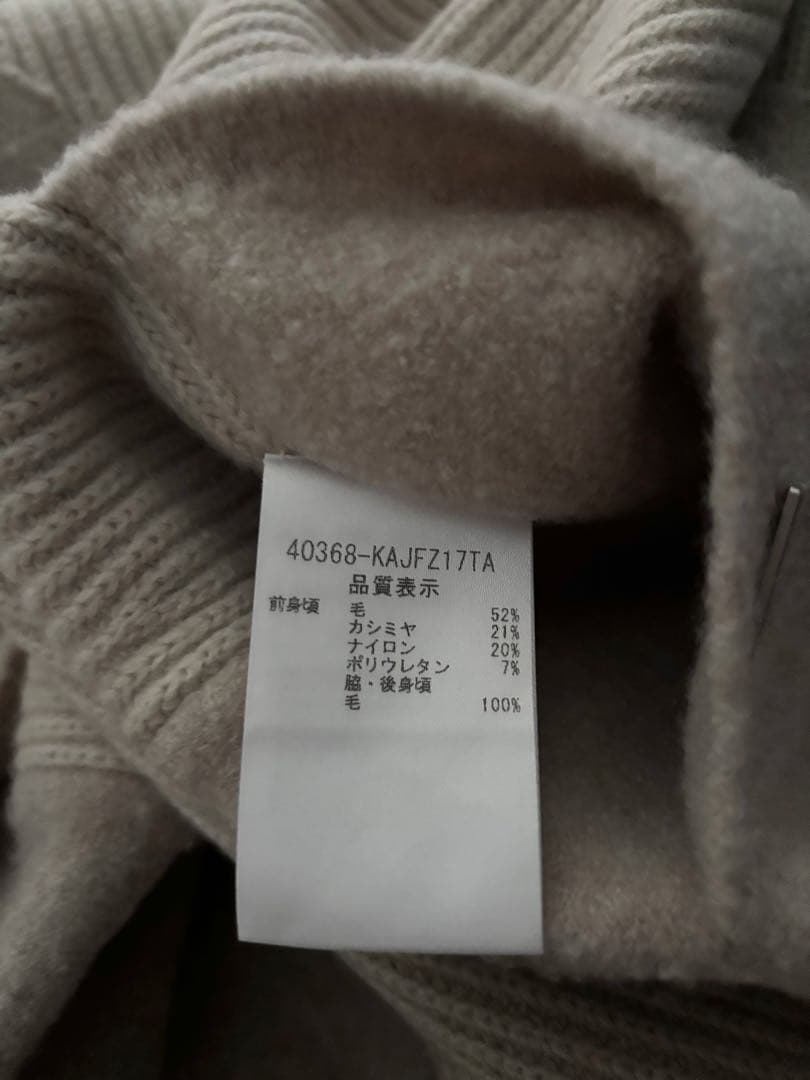 40368-KAJFZ17TA
品質表示
前身頃 毛 52%
カシミヤ 21%
ナイロン 20%
ポリウレタン 7%
脇・後身頃
毛 100%